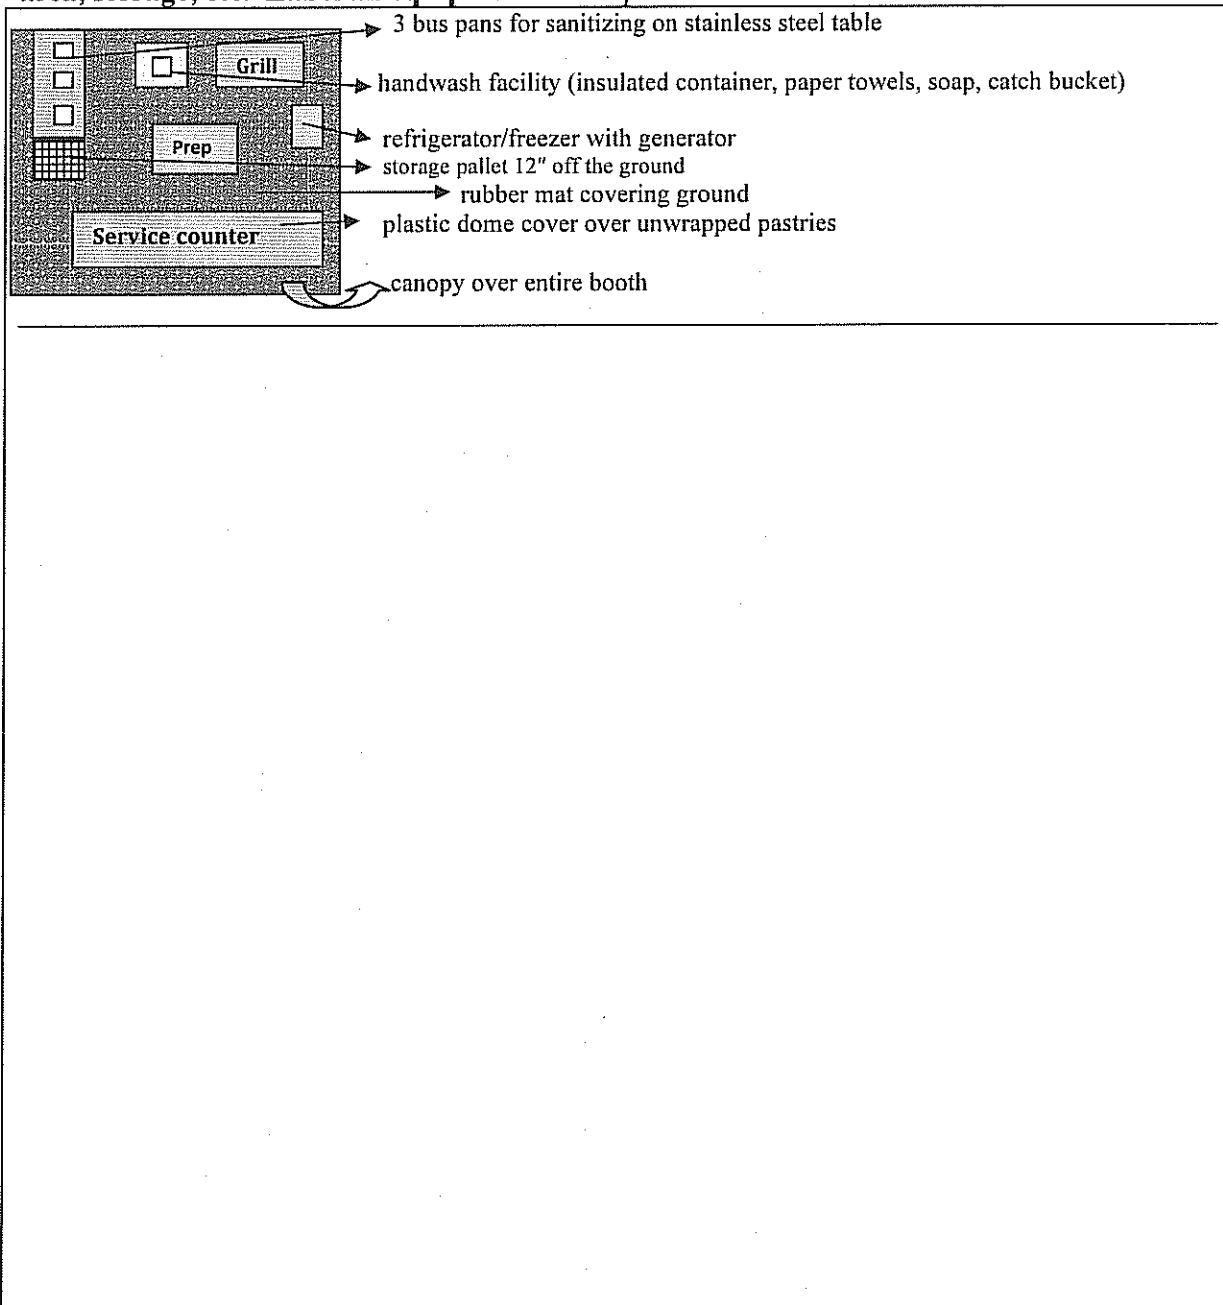 3 bus pans for sanitizing on stainless steel table
Grill
handwash facility (insulated container, paper towels, soap, catch bucket)
refrigerator/freezer with generator
Prep
storage pallet 12" off the ground
rubber mat covering ground
plastic dome cover over unwrapped pastries
Service counter
canopy over entire booth